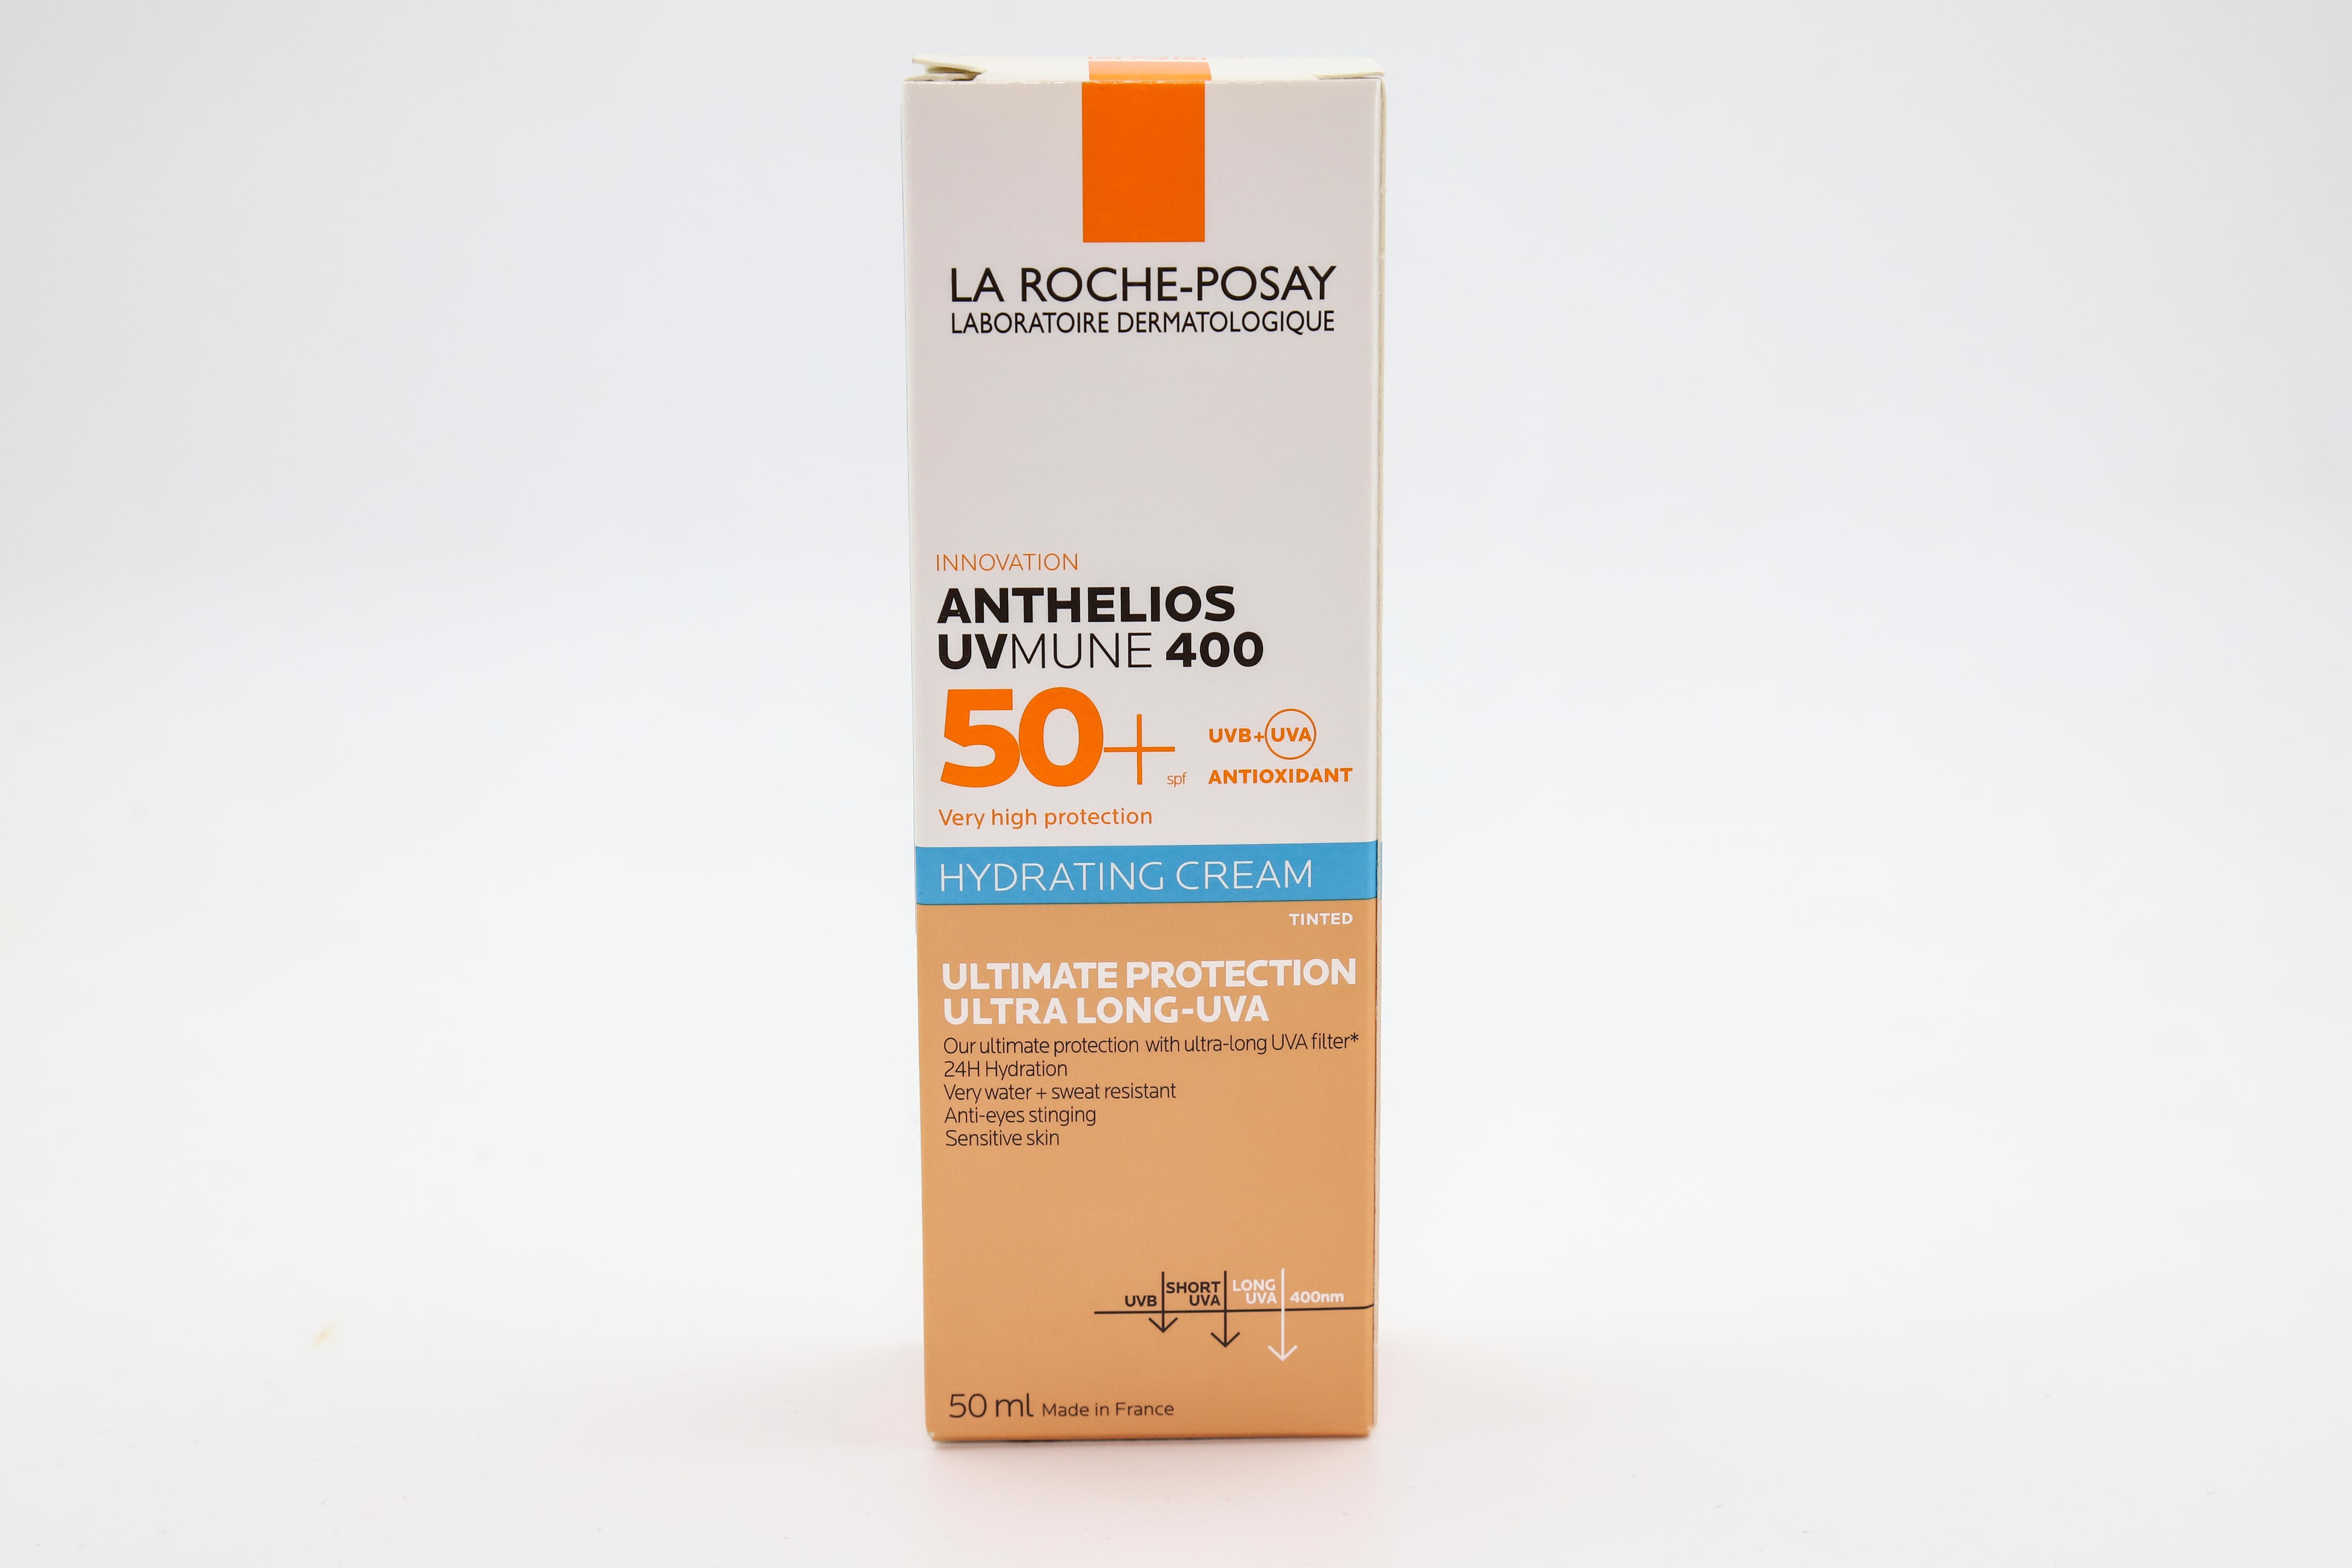 LA ROCHE-POSAY
LABORATOIRE DERMATOLOGIQUE
INNOVATION
ANTHELIOS
UVMUNE 400
50+ spf
UVB+UVA
ANTIOXIDANT
Very high protection
HYDRATING CREAM
TINTED
ULTIMATE PROTECTION
ULTRA LONG-UVA
Our ultimate protection with ultra-long UVA filter*
24H Hydration
Very water + sweat resistant
Anti-eyes stinging
Sensitive skin
UVB SHORT UVA LONG UVA 400nm
50 ml Made in France